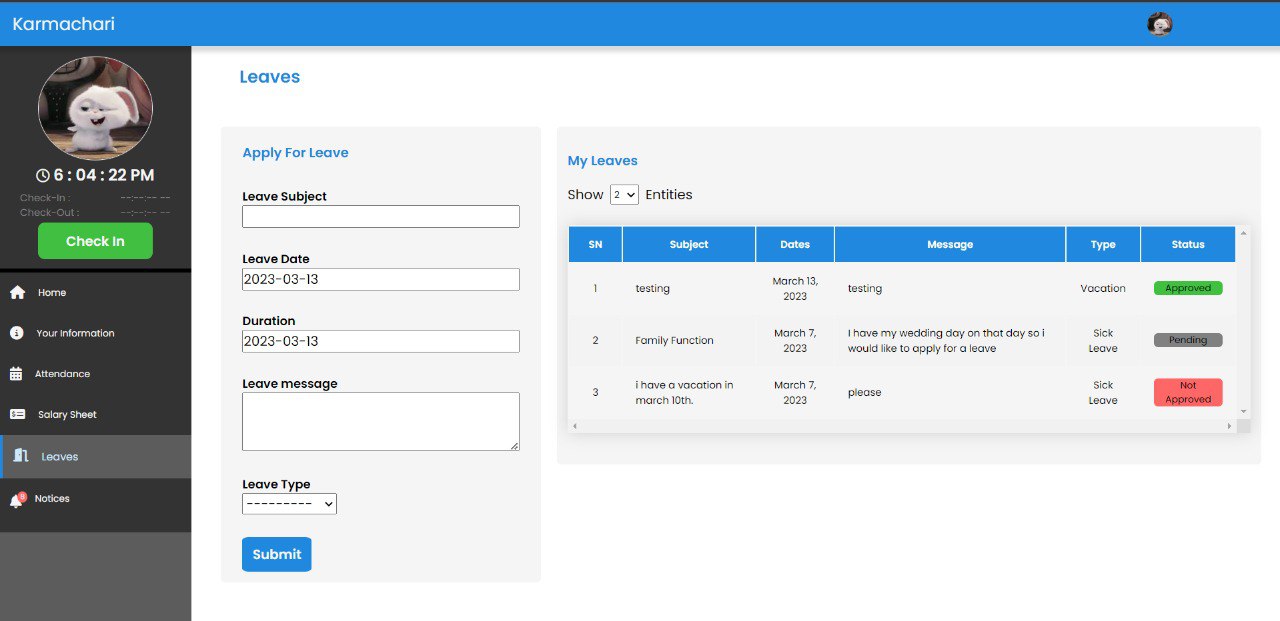 Karmachari
6 : 04 : 22 PM
Check-In : --:--:-- --
Check-Out : --:--:-- --
Check In
Home
Your Information
Attendance
Salary Sheet
Leaves
Notices
Leaves
Apply For Leave
Leave Subject
Leave Date
2023-03-13
Duration
2023-03-13
Leave message
Leave Type
---------
Submit
My Leaves
Show 2 Entities
SN Subject Dates Message Type Status
1 testing March 13, 2023 testing Vacation Approved
2 Family Function March 7, 2023 I have my wedding day on that day so i would like to apply for a leave Sick Leave Pending
3 i have a vacation in march 10th. March 7, 2023 please Sick Leave Not Approved